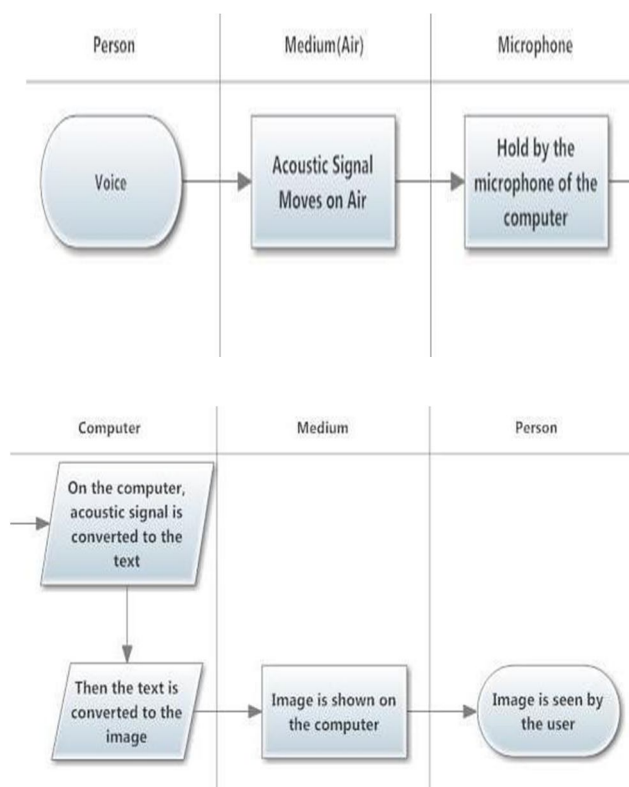 Person
Medium(Air)
Microphone
Voice
Acoustic Signal
Moves on Air
Hold by the
microphone of the
computer
Computer
Medium
Person
On the computer,
acoustic signal is
converted to the
text
Then the text is
converted to the
image
Image is shown on
the computer
Image is seen by
the user